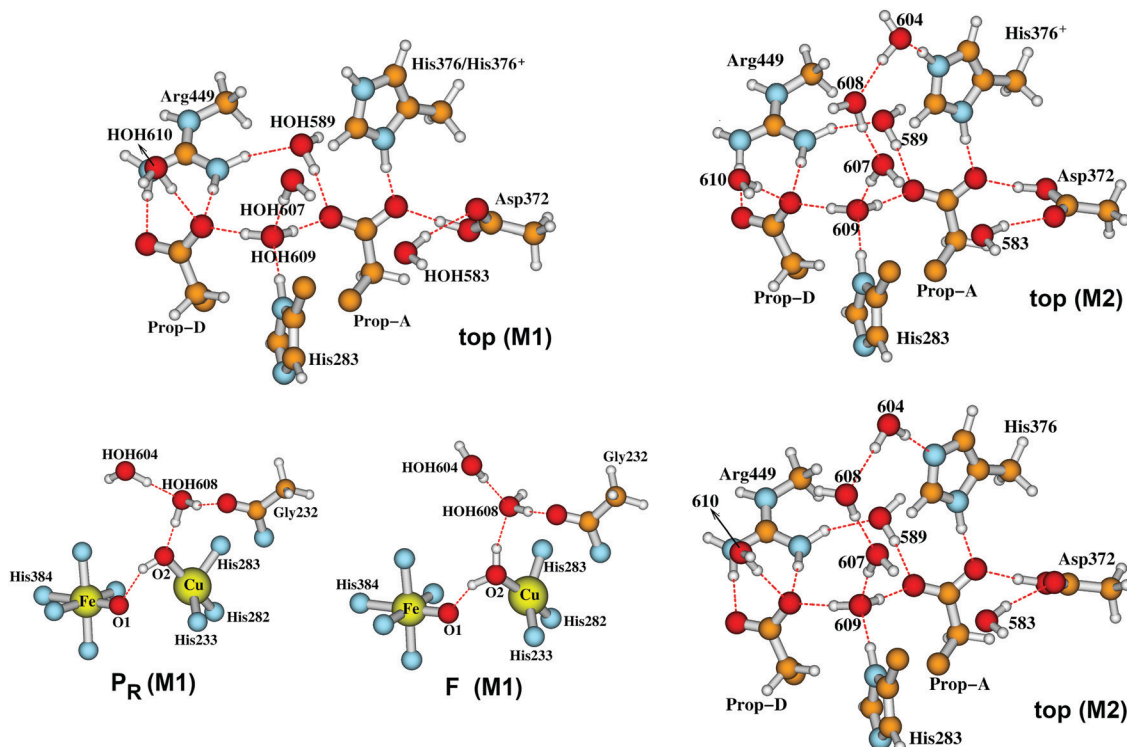 Arg449
His376/His376+
HOH610
HOH589
HOH607
Asp372
HOH609
HOH583
Prop–D
Prop–A
top (M1)
His283
604
His376+
Arg449
608
589
607
Asp372
610
609
583
Prop–D
Prop–A
top (M2)
His283
HOH604
HOH608
Gly232
His283
His384
O2
Cu
Fe
O1
His282
His233
PR (M1)
Gly232
HOH604
HOH608
His283
His384
O2
Cu
Fe
O1
His282
His233
F (M1)
604
His376
Arg449
608
610
589
607
Asp372
583
609
Prop–D
Prop–A
His283
top (M2)